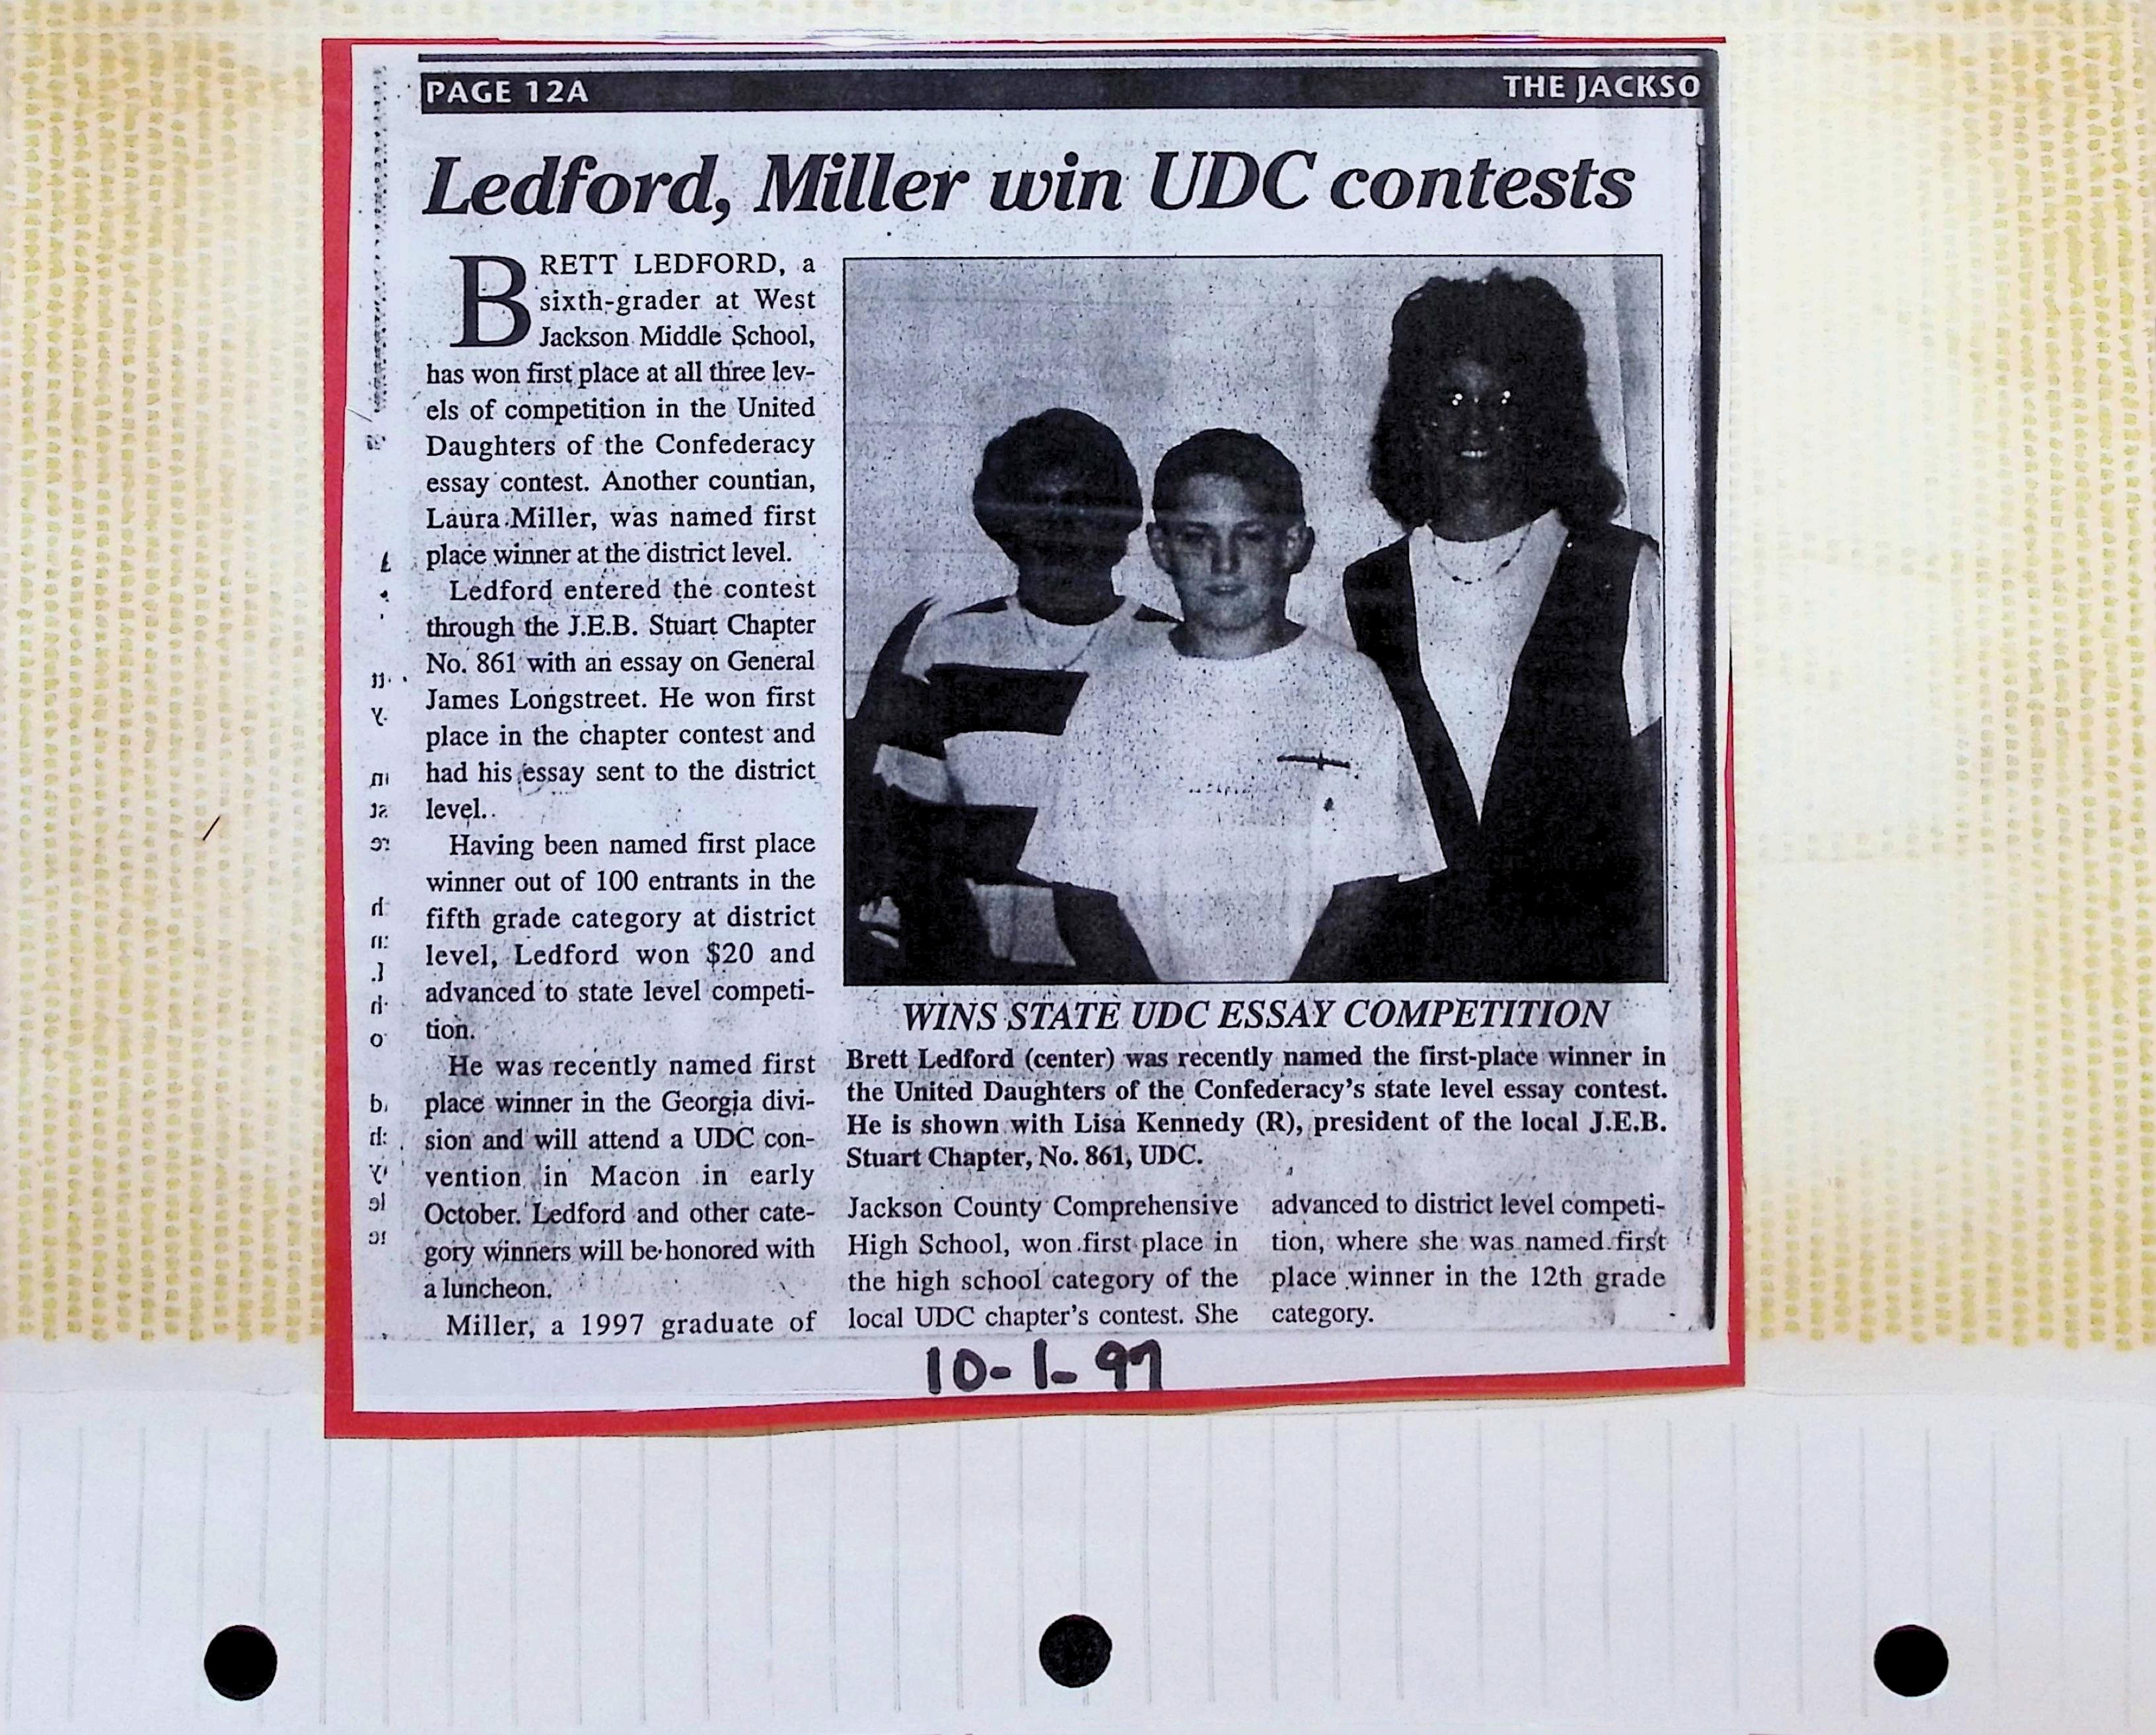 PAGE 12A
THE JACKSO
Ledford, Miller win UDC contests
BRETT LEDFORD, a
sixth-grader at West
Jackson Middle School,
has won first place at all three lev-
els of competition in the United
Daughters of the Confederacy
essay contest. Another countian,
Laura Miller, was named first
place winner at the district level.
Ledford entered the contest
through the J.E.B. Stuart Chapter
No. 861 with an essay on General
James Longstreet. He won first
place in the chapter contest and
had his essay sent to the district
level.
Having been named first place
winner out of 100 entrants in the
fifth grade category at district
level, Ledford won $20 and
advanced to state level competi-
tion.
He was recently named first
place winner in the Georgia divi-
sion and will attend a UDC con-
vention in Macon in early
October. Ledford and other cate-
gory winners will be honored with
a luncheon.
Miller, a 1997 graduate of
WINS STATE UDC ESSAY COMPETITION
Brett Ledford (center) was recently named the first-place winner in
the United Daughters of the Confederacy's state level essay contest.
He is shown with Lisa Kennedy (R), president of the local J.E.B.
Stuart Chapter, No. 861, UDC.
Jackson County Comprehensive
High School, won first place in
the high school category of the
local UDC chapter's contest. She
advanced to district level competi-
tion, where she was named first
place winner in the 12th grade
category.
10-1-97